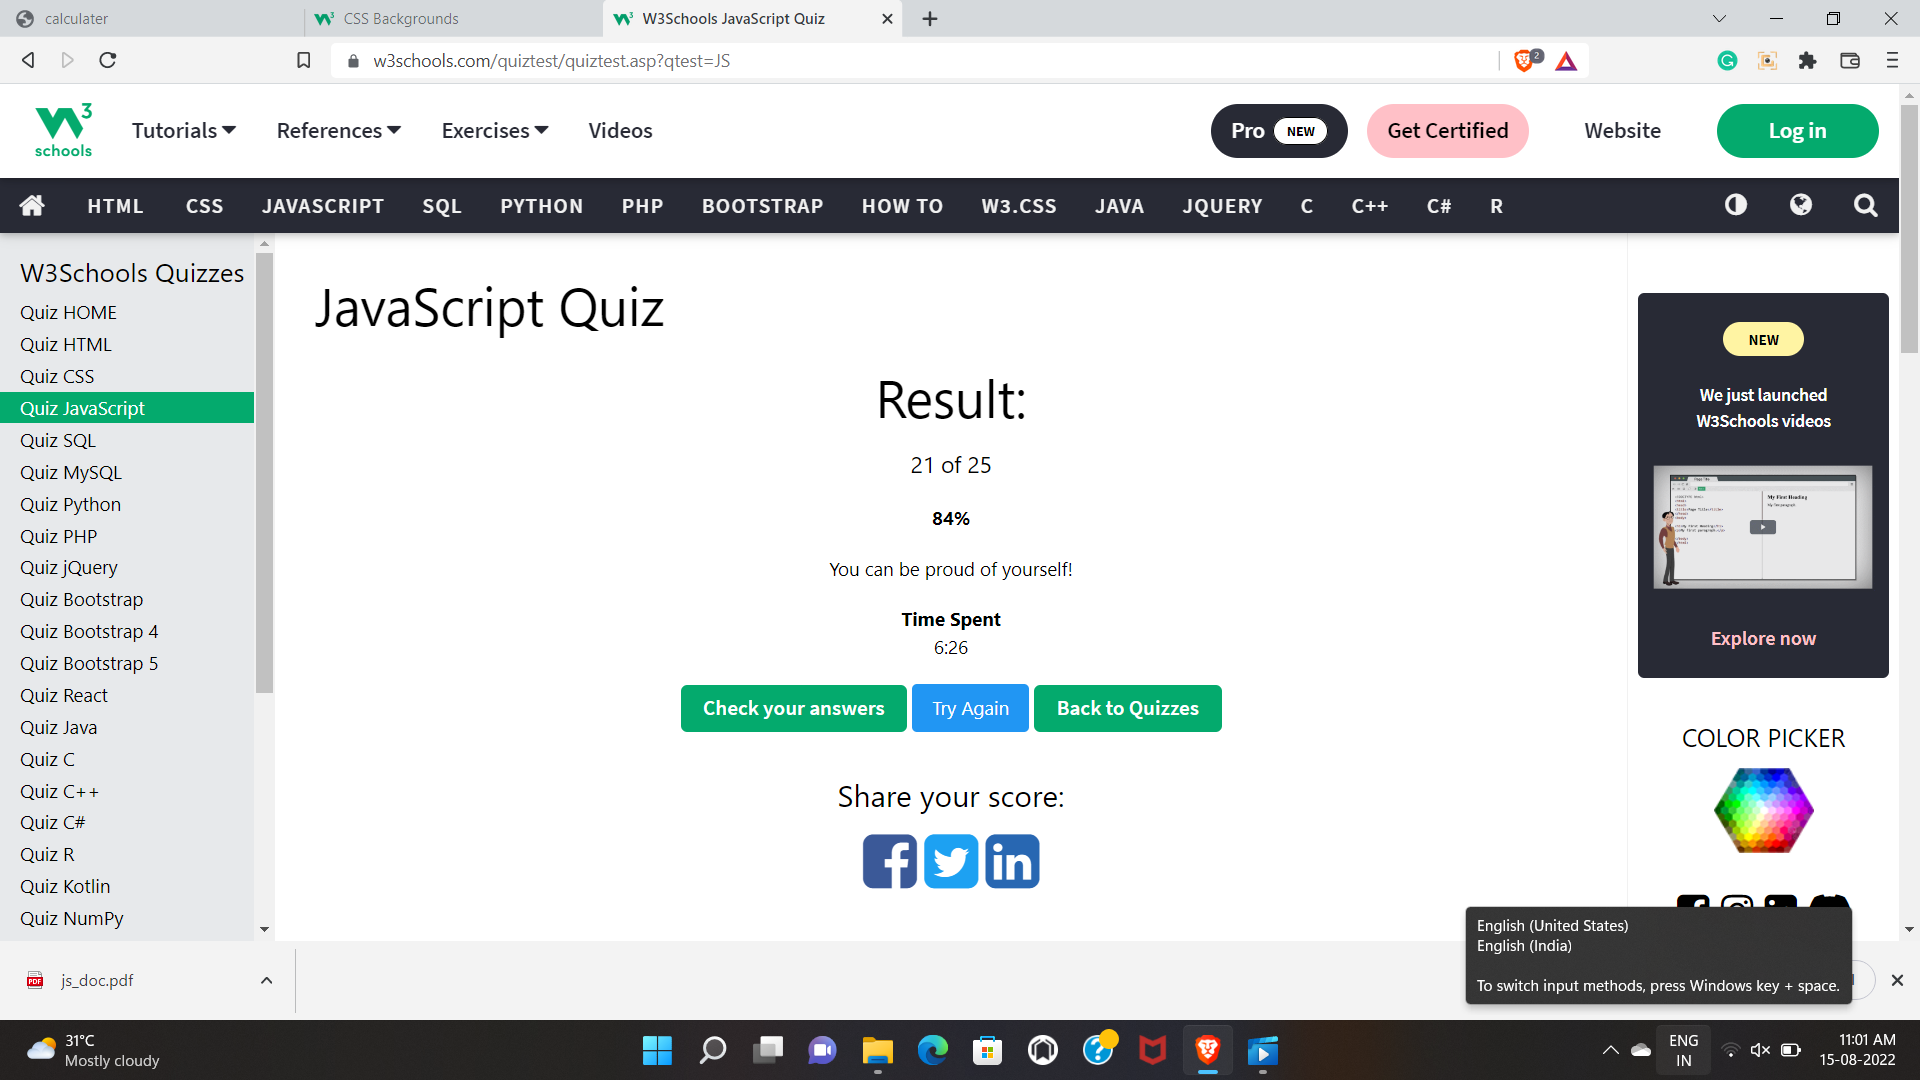 calculater
CSS Backgrounds
W3Schools JavaScript Quiz
w3schools.com/quiztest/quiztest.asp?qtest=JS
2
3
schools
Tutorials
References
Exercises
Videos
Pro NEW
Get Certified
Website
Log in
HTML
CSS
JAVASCRIPT
SQL
PYTHON
PHP
BOOTSTRAP
HOW TO
W3.CSS
JAVA
JQUERY
C
C++
C#
R
W3Schools Quizzes
Quiz HOME
Quiz HTML
Quiz CSS
Quiz JavaScript
Quiz SQL
Quiz MySQL
Quiz Python
Quiz PHP
Quiz jQuery
Quiz Bootstrap
Quiz Bootstrap 4
Quiz Bootstrap 5
Quiz React
Quiz Java
Quiz C
Quiz C++
Quiz C#
Quiz R
Quiz Kotlin
Quiz NumPy
JavaScript Quiz
Result:
21 of 25
84%
You can be proud of yourself!
Time Spent
6:26
Check your answers
Try Again
Back to Quizzes
Share your score:
NEW
We just launched
W3Schools videos
My First Heading
Explore now
COLOR PICKER
English (United States)
English (India)
To switch input methods, press Windows key + space.
PDF
js_doc.pdf
31°C
Mostly cloudy
ENG
IN
11:01 AM
15-08-2022